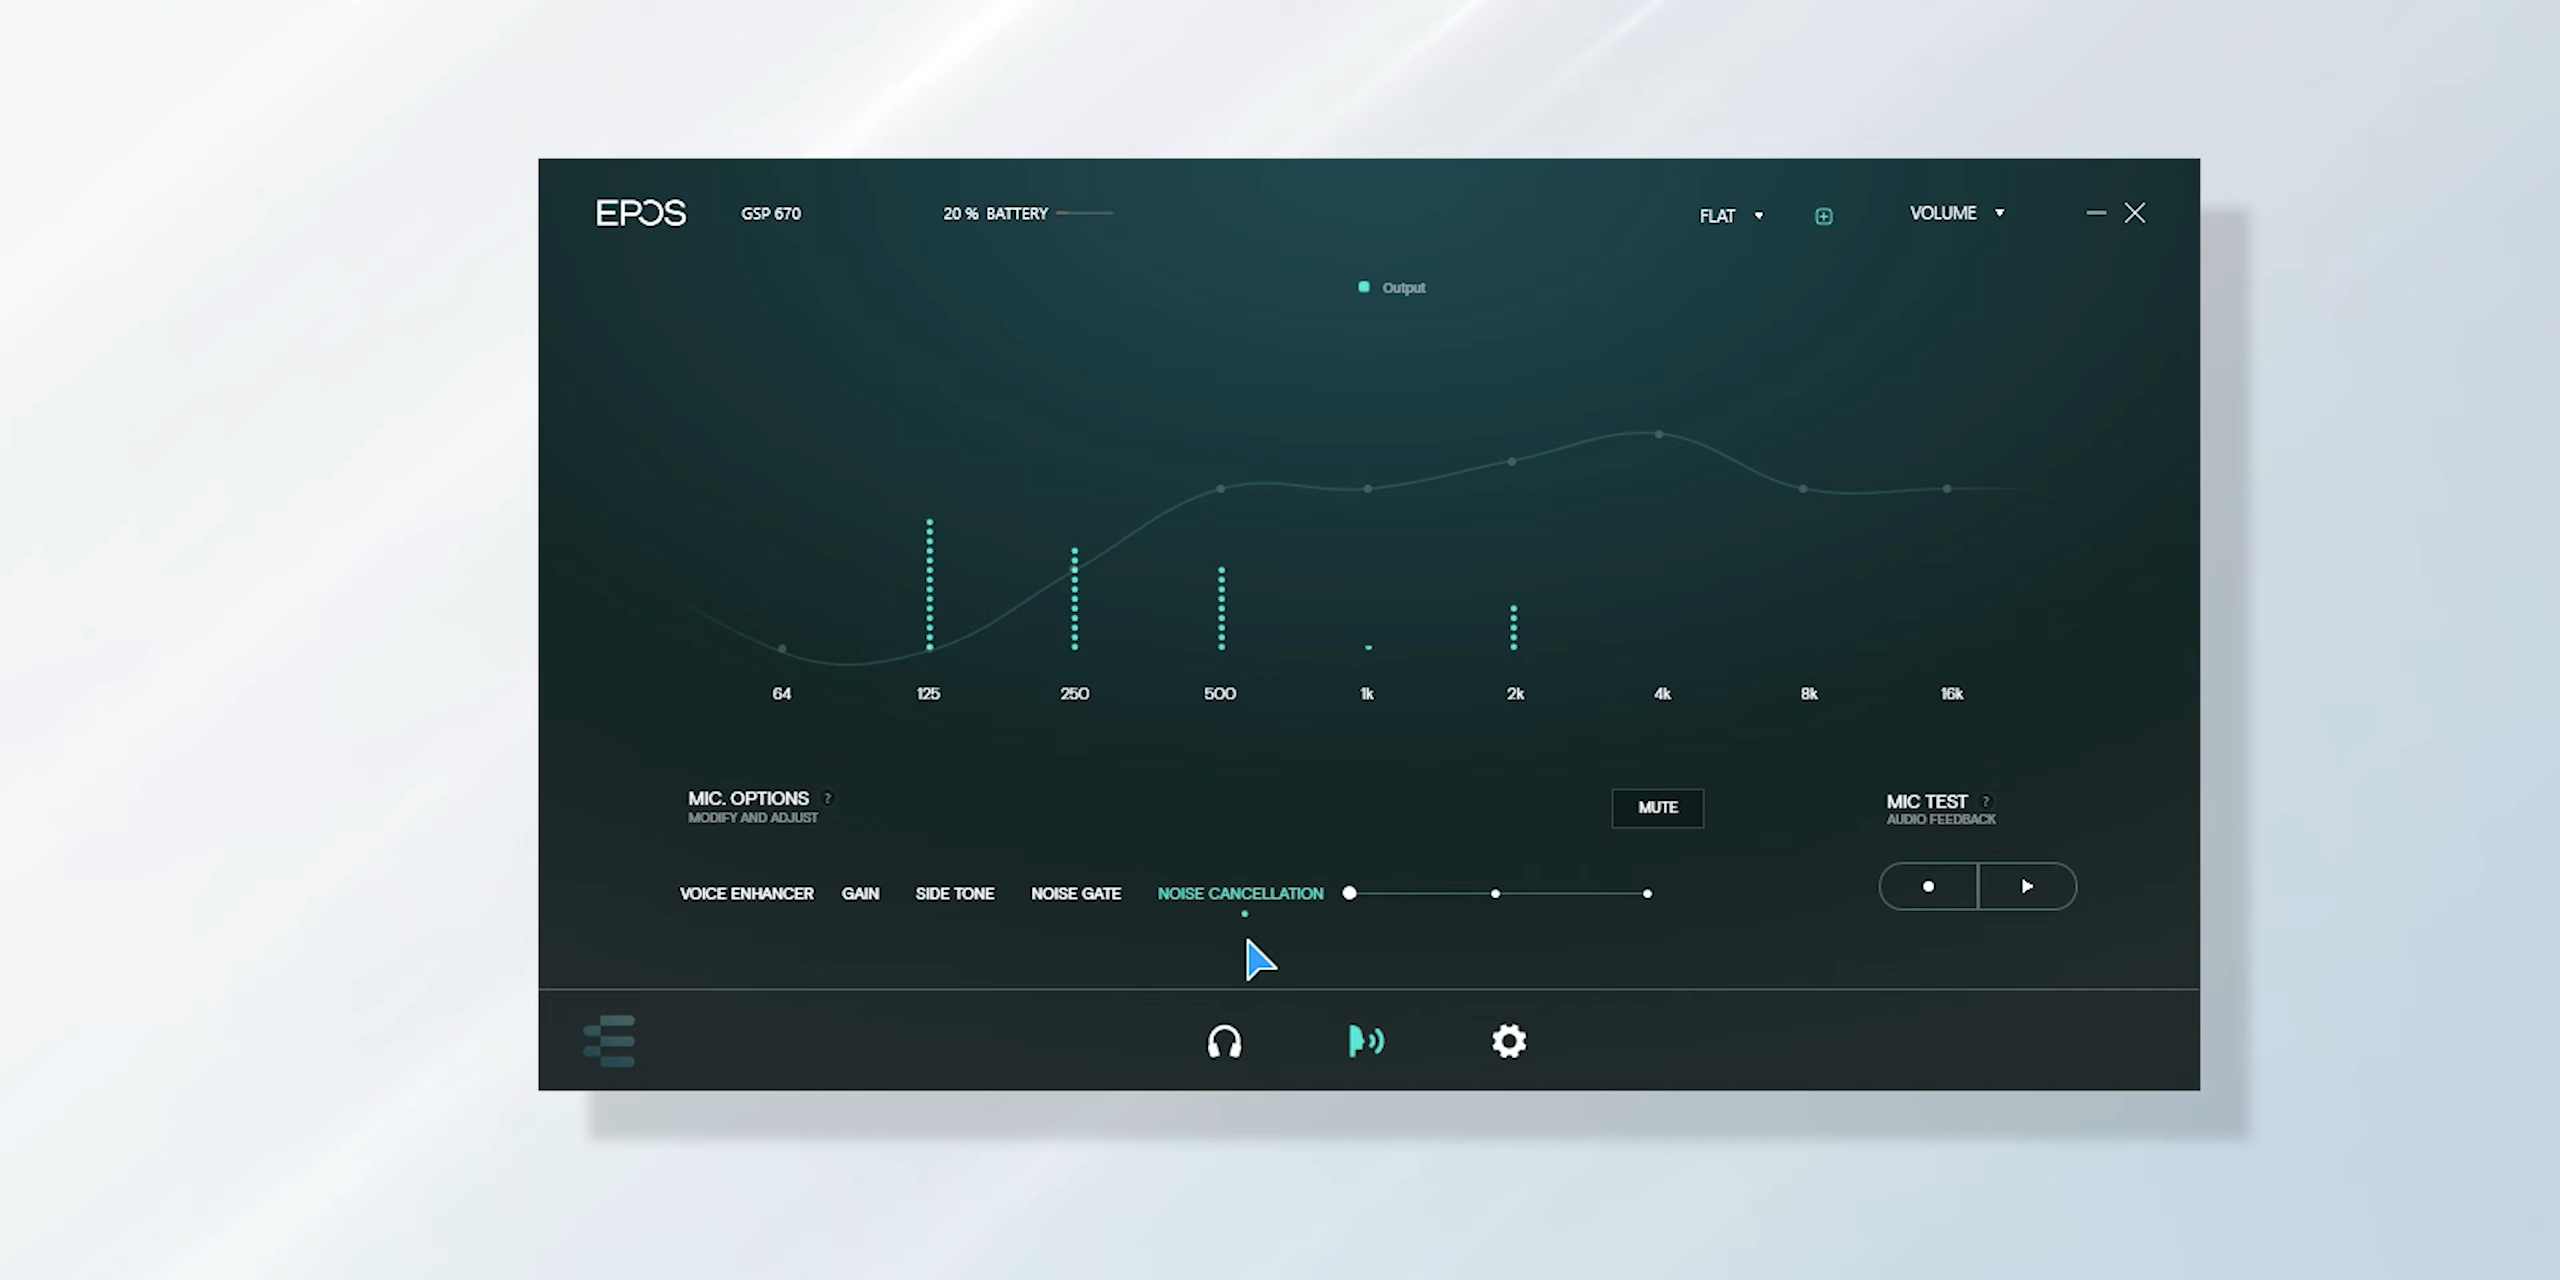 EPOS
GSP 670
20 % BATTERY
FLAT
VOLUME
Output
64 125 250 500 1k 2k 4k 8k 16k
MIC. OPTIONS ?
MODIFY AND ADJUST
MUTE
MIC TEST ?
AUDIO FEEDBACK
VOICE ENHANCER GAIN SIDE TONE NOISE GATE NOISE CANCELLATION